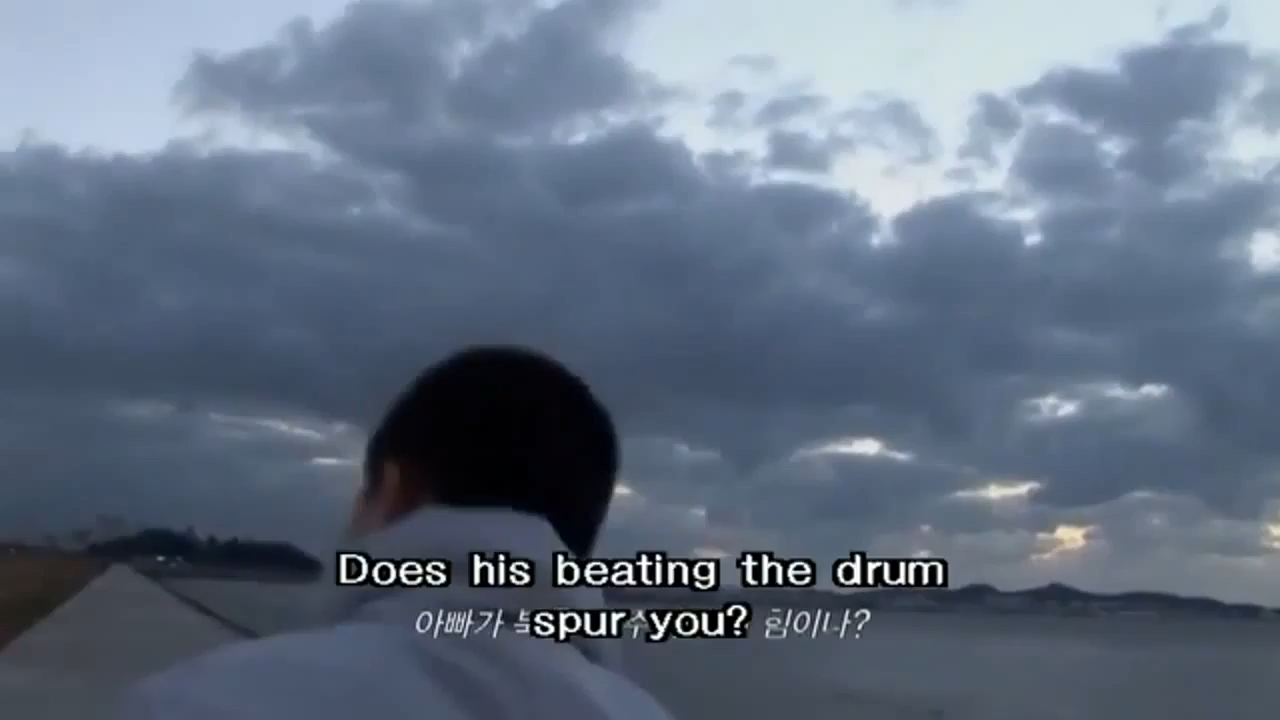 Does his beating the drum
spur you?
아빠가 힘이나?